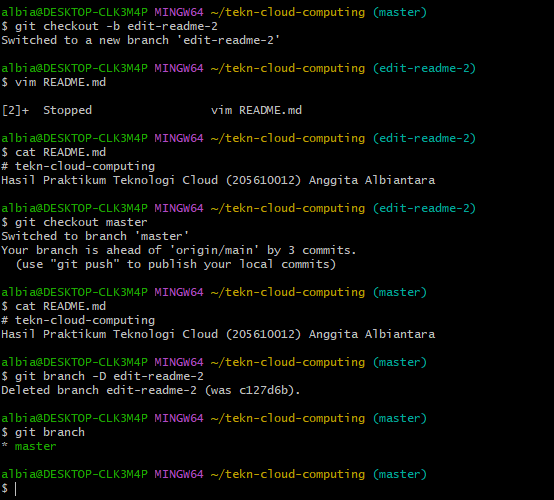 albia@DESKTOP-CLK3M4P MINGW64 ~/tekn-cloud-computing (master)
$ git checkout -b edit-readme-2
Switched to a new branch 'edit-readme-2'
albia@DESKTOP-CLK3M4P MINGW64 ~/tekn-cloud-computing (edit-readme-2)
$ vim README.md
[2]+  Stopped                 vim README.md
albia@DESKTOP-CLK3M4P MINGW64 ~/tekn-cloud-computing (edit-readme-2)
$ cat README.md
# tekn-cloud-computing
Hasil Praktikum Teknologi Cloud (205610012) Anggita Albiantara
albia@DESKTOP-CLK3M4P MINGW64 ~/tekn-cloud-computing (edit-readme-2)
$ git checkout master
Switched to branch 'master'
Your branch is ahead of 'origin/main' by 3 commits.
  (use "git push" to publish your local commits)
albia@DESKTOP-CLK3M4P MINGW64 ~/tekn-cloud-computing (master)
$ cat README.md
# tekn-cloud-computing
Hasil Praktikum Teknologi Cloud (205610012) Anggita Albiantara
albia@DESKTOP-CLK3M4P MINGW64 ~/tekn-cloud-computing (master)
$ git branch -D edit-readme-2
Deleted branch edit-readme-2 (was c127d6b).
albia@DESKTOP-CLK3M4P MINGW64 ~/tekn-cloud-computing (master)
$ git branch
* master
albia@DESKTOP-CLK3M4P MINGW64 ~/tekn-cloud-computing (master)
$